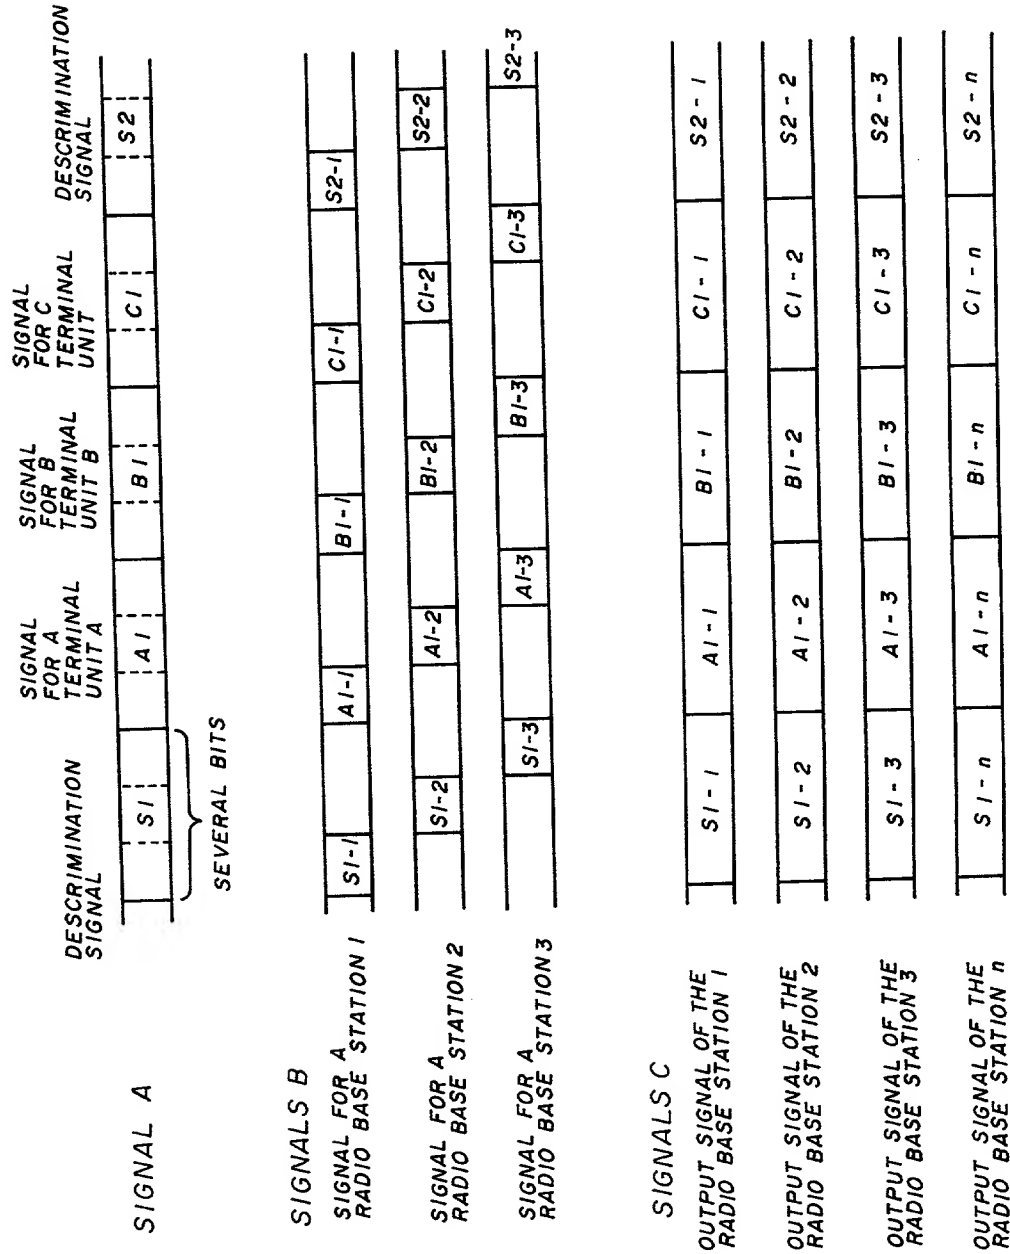 DESCRIMINATION
SIGNAL
SIGNAL
FOR A
TERMINAL
UNIT A
SIGNAL
FOR B
TERMINAL
UNIT B
SIGNAL
FOR C
TERMINAL
UNIT
DESCRIMINATION
SIGNAL
SIGNAL A
S1
A1
B1
C1
S2
SEVERAL BITS
SIGNALS B
SIGNAL FOR A
RADIO BASE STATION 1
S1-1
A1-1
B1-1
C1-1
S2-1
SIGNAL FOR A
RADIO BASE STATION 2
S1-2
A1-2
B1-2
C1-2
S2-2
SIGNAL FOR A
RADIO BASE STATION 3
S1-3
A1-3
B1-3
C1-3
S2-3
SIGNALS C
OUTPUT SIGNAL OF THE
RADIO BASE STATION 1
S1-1
A1-1
B1-1
C1-1
S2-1
OUTPUT SIGNAL OF THE
RADIO BASE STATION 2
S1-2
A1-2
B1-2
C1-2
S2-2
OUTPUT SIGNAL OF THE
RADIO BASE STATION 3
S1-3
A1-3
B1-3
C1-3
S2-3
OUTPUT SIGNAL OF THE
RADIO BASE STATION n
S1-n
A1-n
B1-n
C1-n
S2-n